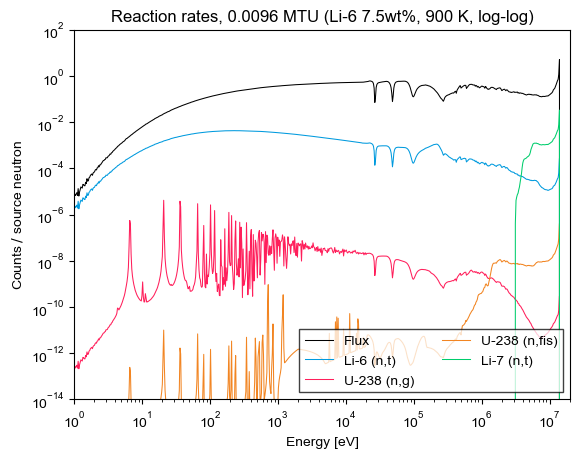 Reaction rates, 0.0096 MTU (Li-6 7.5wt%, 900 K, log-log)
Counts / source neutron
10^2
10^0
10^-2
10^-4
10^-6
10^-8
10^-10
10^-12
10^-14
Flux
Li-6 (n,t)
U-238 (n,g)
U-238 (n,fis)
Li-7 (n,t)
10^0 10^1 10^2 10^3 10^4 10^5 10^6 10^7
Energy [eV]